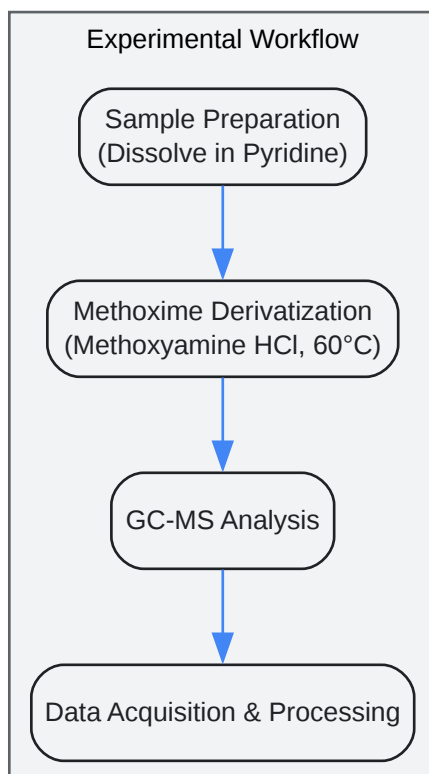 Experimental Workflow
Sample Preparation
(Dissolve in Pyridine)
Methoxime Derivatization
(Methoxyamine HCl, 60°C)
GC-MS Analysis
Data Acquisition & Processing